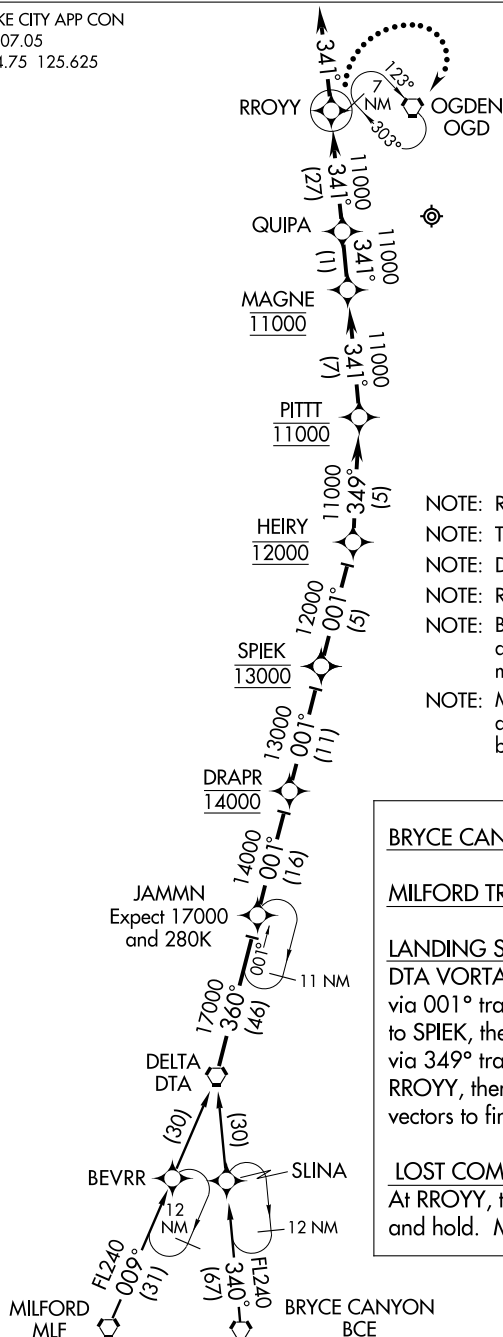 KE CITY APP CON
07.05
4.75 125.625
341°
RROYY
123°
7
NM
303°
OGDEN
OGD
11000
341°
(27)
QUIPA
11000
341°
(1)
MAGNE
11000
11000
341°
(7)
PITTT
11000
11000
349°
(5)
HEIRY
12000
12000
001°
(5)
SPIEK
13000
13000
001°
(11)
DRAPR
14000
14000
001°
(16)
JAMMN
Expect 17000
and 280K
001°
11 NM
17000
360°
(46)
DELTA
DTA
(30)
(30)
BEVRR
SLINA
12
NM
12 NM
FL240
009°
(31)
FL240
340°
(67)
MILFORD
MLF
BRYCE CANYON
BCE
NOTE: R
NOTE: T
NOTE: D
NOTE: R
NOTE: B
c
m
NOTE: M
b
BRYCE CAN
MILFORD TR
LANDING S
DTA VORTA
via 001° tra
to SPIEK, the
via 349° tra
RROYY, ther
vectors to fin
LOST COM
At RROYY, t
and hold. M